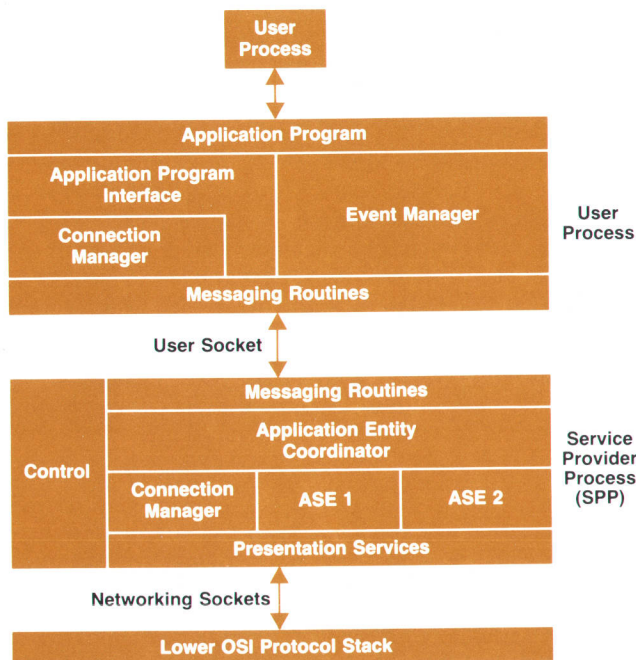 User
Process
Application Program
Application Program
Interface
Event Manager
Connection
Manager
User
Process
Messaging Routines
User Socket
Messaging Routines
Application Entity
Coordinator
Control
Service
Provider
Process
(SPP)
Connection
Manager
ASE 1
ASE 2
Presentation Services
Networking Sockets
Lower OSI Protocol Stack